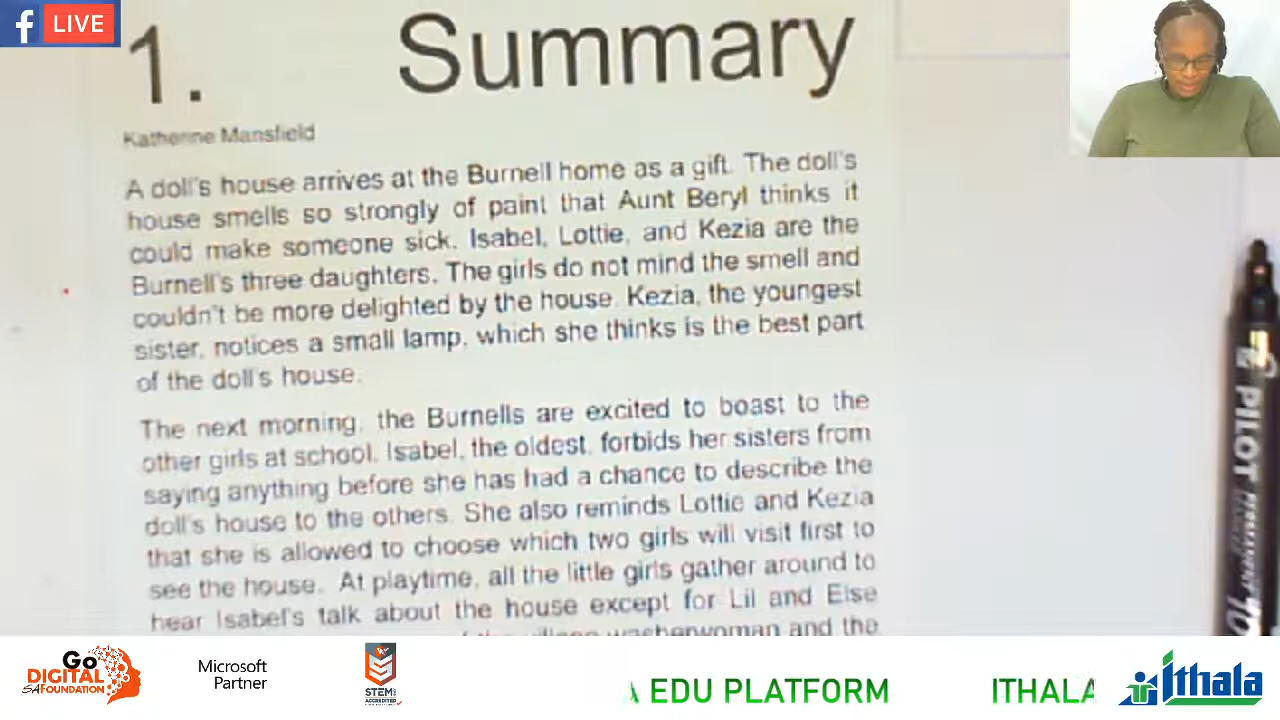 f LIVE
1. Summary
Katherine Mansfield
A doll's house arrives at the Burnell home as a gift. The doll's
house smells so strongly of paint that Aunt Beryl thinks it
could make someone sick. Isabel, Lottie, and Kezia are the
Burnell's three daughters. The girls do not mind the smell and
couldn't be more delighted by the house. Kezia, the youngest
sister, notices a small lamp, which she thinks is the best part
of the doll's house.
The next morning, the Burnells are excited to boast to the
other girls at school. Isabel, the oldest, forbids her sisters from
saying anything before she has had a chance to describe the
doll's house to the others. She also reminds Lottie and Kezia
that she is allowed to choose which two girls will visit first to
see the house. At playtime, all the little girls gather around to
hear Isabel's talk about the house except for Lil and Else
village washerwoman and the
PILOT
Go
DIGITAL
SA FOUNDATION
Microsoft
Partner
STEM
ACCREDITED
EDU PLATFORM
ITHALA
Ithala